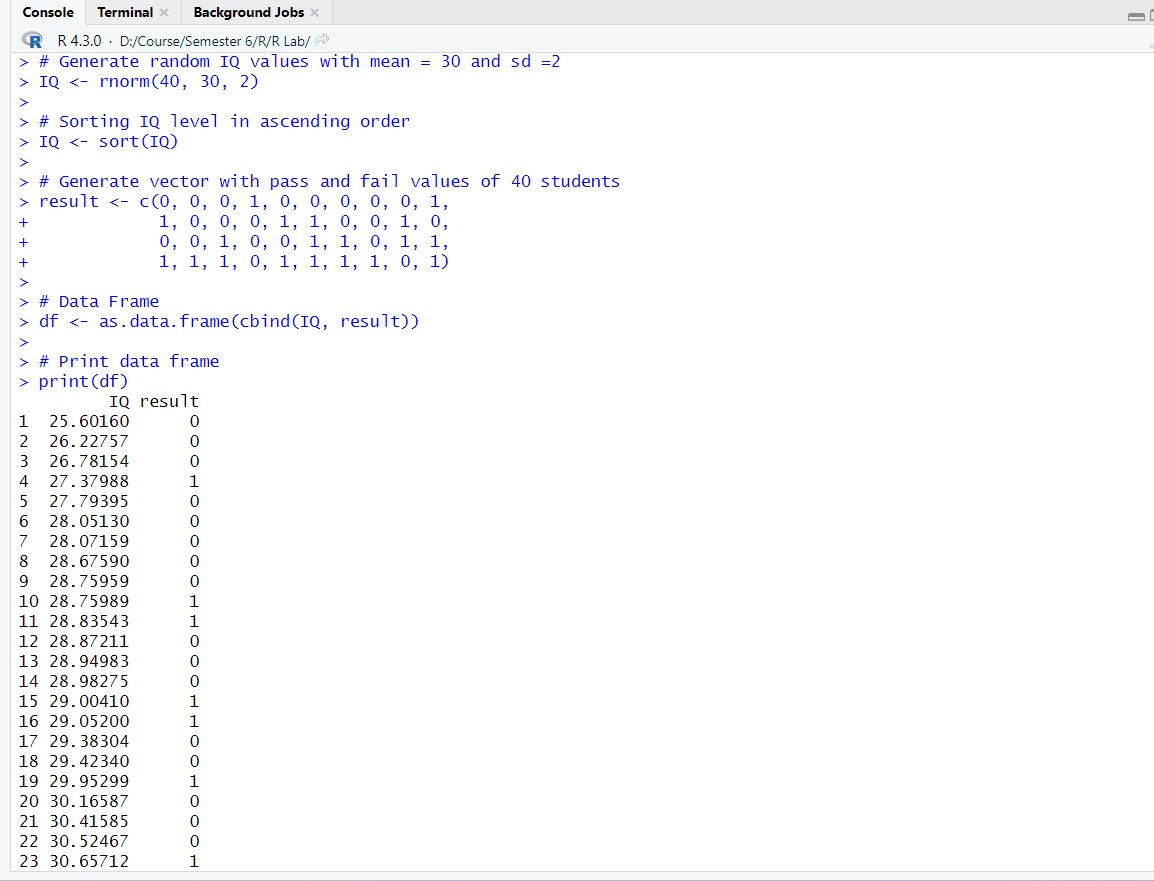 Console Terminal × Background Jobs ×
R R 4.3.0 · D:/Course/Semester 6/R/R Lab/
> # Generate random IQ values with mean = 30 and sd =2
> IQ <- rnorm(40, 30, 2)
>
> # Sorting IQ level in ascending order
> IQ <- sort(IQ)
>
> # Generate vector with pass and fail values of 40 students
> result <- c(0, 0, 0, 1, 0, 0, 0, 0, 0, 1,
+             1, 0, 0, 0, 1, 1, 0, 0, 1, 0,
+             0, 0, 1, 0, 0, 1, 1, 0, 1, 1,
+             1, 1, 1, 0, 1, 1, 1, 1, 0, 1)
>
> # Data Frame
> df <- as.data.frame(cbind(IQ, result))
>
> # Print data frame
> print(df)
         IQ result
1  25.60160      0
2  26.22757      0
3  26.78154      0
4  27.37988      1
5  27.79395      0
6  28.05130      0
7  28.07159      0
8  28.67590      0
9  28.75959      0
10 28.75989      1
11 28.83543      1
12 28.87211      0
13 28.94983      0
14 28.98275      0
15 29.00410      1
16 29.05200      1
17 29.38304      0
18 29.42340      0
19 29.95299      1
20 30.16587      0
21 30.41585      0
22 30.52467      0
23 30.65712      1